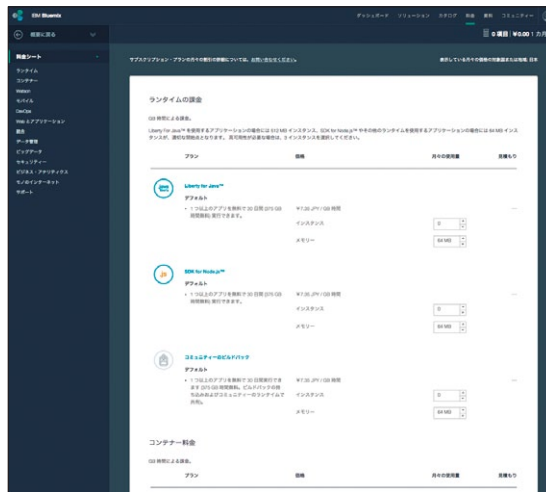 IBM Bluemix
ダッシュボード ソリューション カタログ 料金 資料 コミュニティー
概要に戻る
0 項目 | ¥0.00 1 カ月
料金シート
ランタイム
コンテナー
Watson
モバイル
DevOps
Web とアプリケーション
統合
データ管理
ビッグデータ
セキュリティー
ビジネス・アナリティクス
モノのインターネット
サポート
サブスクリプション・プランの月々の割引の詳細については、お問い合わせください。
選択している月々の価格の対象国または地域: 日本
ランタイムの課金
GB 時間による課金。
Liberty For Java™ を使用するアプリケーションの場合には 512 MB インスタンス、SDK for Node.js™ やその他のランタイムを使用するアプリケーションの場合には 64 MB インス
タンスが、適切な開始点となります。高可用性が必要な場合は、3 インスタンスを選択してください。
プラン 価格 月々の使用量 見積もり
Liberty for Java™
デフォルト
• 1 つ以上のアプリを無料で 30 日間 (375 GB
時間無料) 実行できます。
¥7.35 JPY / GB 時間
インスタンス 0
メモリー 64 MB
SDK for Node.js™
デフォルト
• 1 つ以上のアプリを無料で 30 日間 (375 GB
時間無料) 実行できます。
¥7.35 JPY / GB 時間
インスタンス 0
メモリー 64 MB
コミュニティーのビルドパック
デフォルト
• 1 つ以上のアプリを無料で 30 日間実行でき
ます (375 GB 時間無料)。ビルドパックの持
ち込みおよびコミュニティーのランタイムで
共用。
¥7.35 JPY / GB 時間
インスタンス 0
メモリー 64 MB
コンテナー料金
GB 時間による課金。
プラン 価格 月々の使用量 見積もり